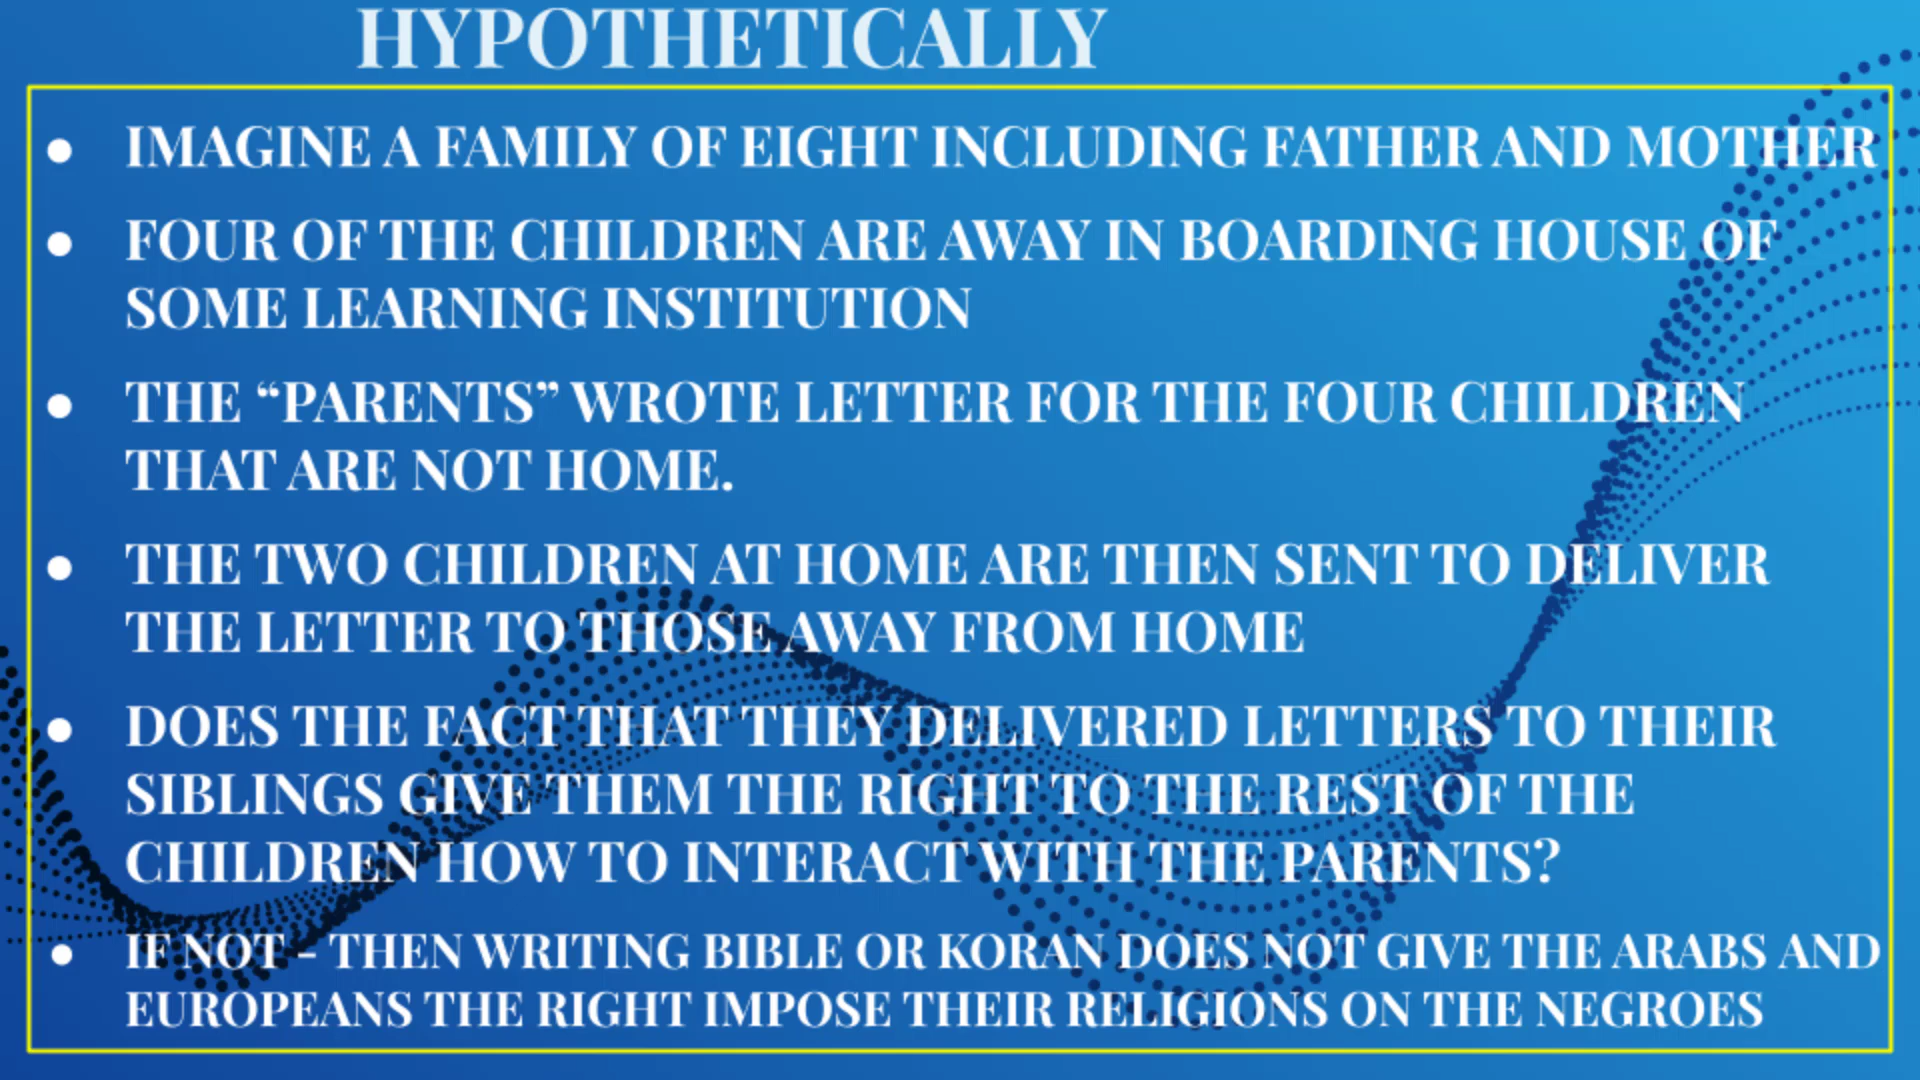 HYPOTHETICALLY
• IMAGINE A FAMILY OF EIGHT INCLUDING FATHER AND MOTHER
• FOUR OF THE CHILDREN ARE AWAY IN BOARDING HOUSE OF
SOME LEARNING INSTITUTION
• THE “PARENTS” WROTE LETTER FOR THE FOUR CHILDREN
THAT ARE NOT HOME.
• THE TWO CHILDREN AT HOME ARE THEN SENT TO DELIVER
THE LETTER TO THOSE AWAY FROM HOME
• DOES THE FACT THAT THEY DELIVERED LETTERS TO THEIR
SIBLINGS GIVE THEM THE RIGHT TO THE REST OF THE
CHILDREN HOW TO INTERACT WITH THE PARENTS?
• IF NOT - THEN WRITING BIBLE OR KORAN DOES NOT GIVE THE ARABS AND
EUROPEANS THE RIGHT IMPOSE THEIR RELIGIONS ON THE NEGROES